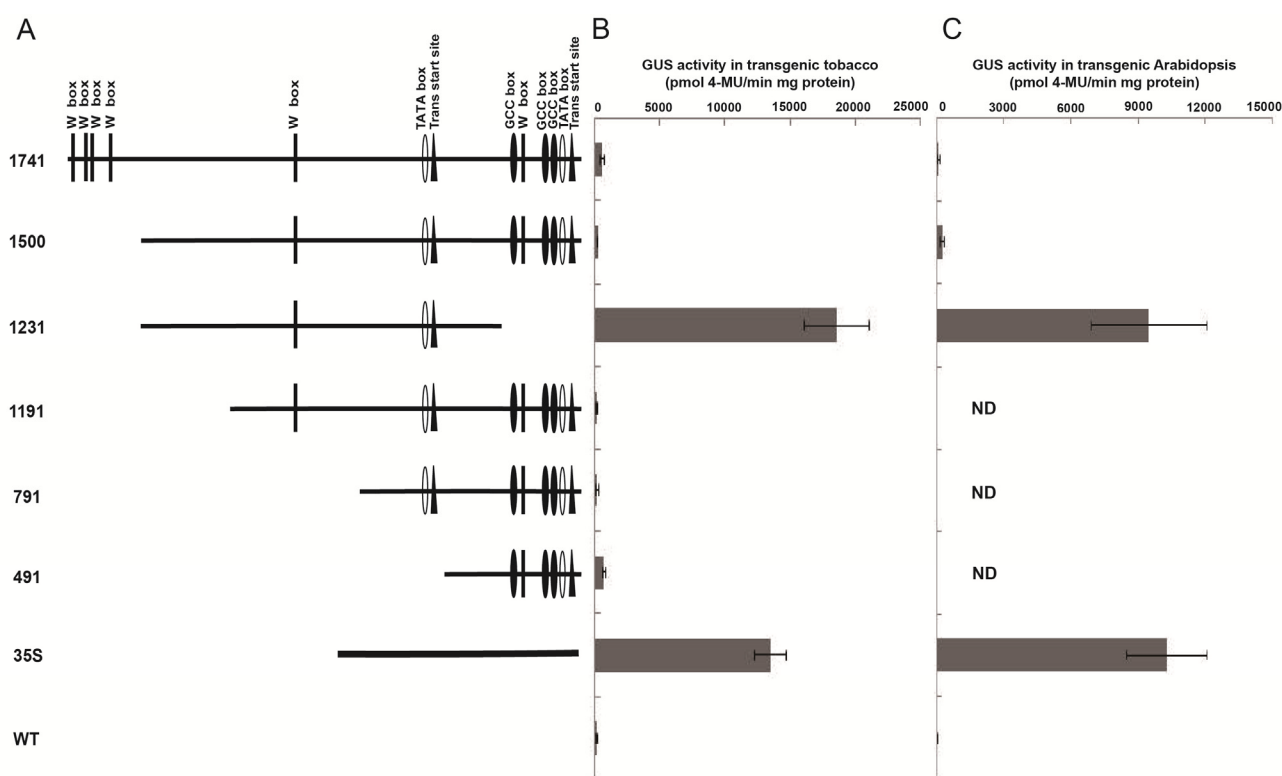 A
B
C
W box
W box
W box
W box
W box
TATA box
Trans start site
GCC box
W box
GCC box
GCC box
TATA box
Trans start site
GUS activity in transgenic tobacco
(pmol 4-MU/min mg protein)
0 5000 10000 15000 20000 25000
GUS activity in transgenic Arabidopsis
(pmol 4-MU/min mg protein)
0 3000 6000 9000 12000 15000
1741
1500
1231
1191
ND
791
ND
491
ND
35S
WT